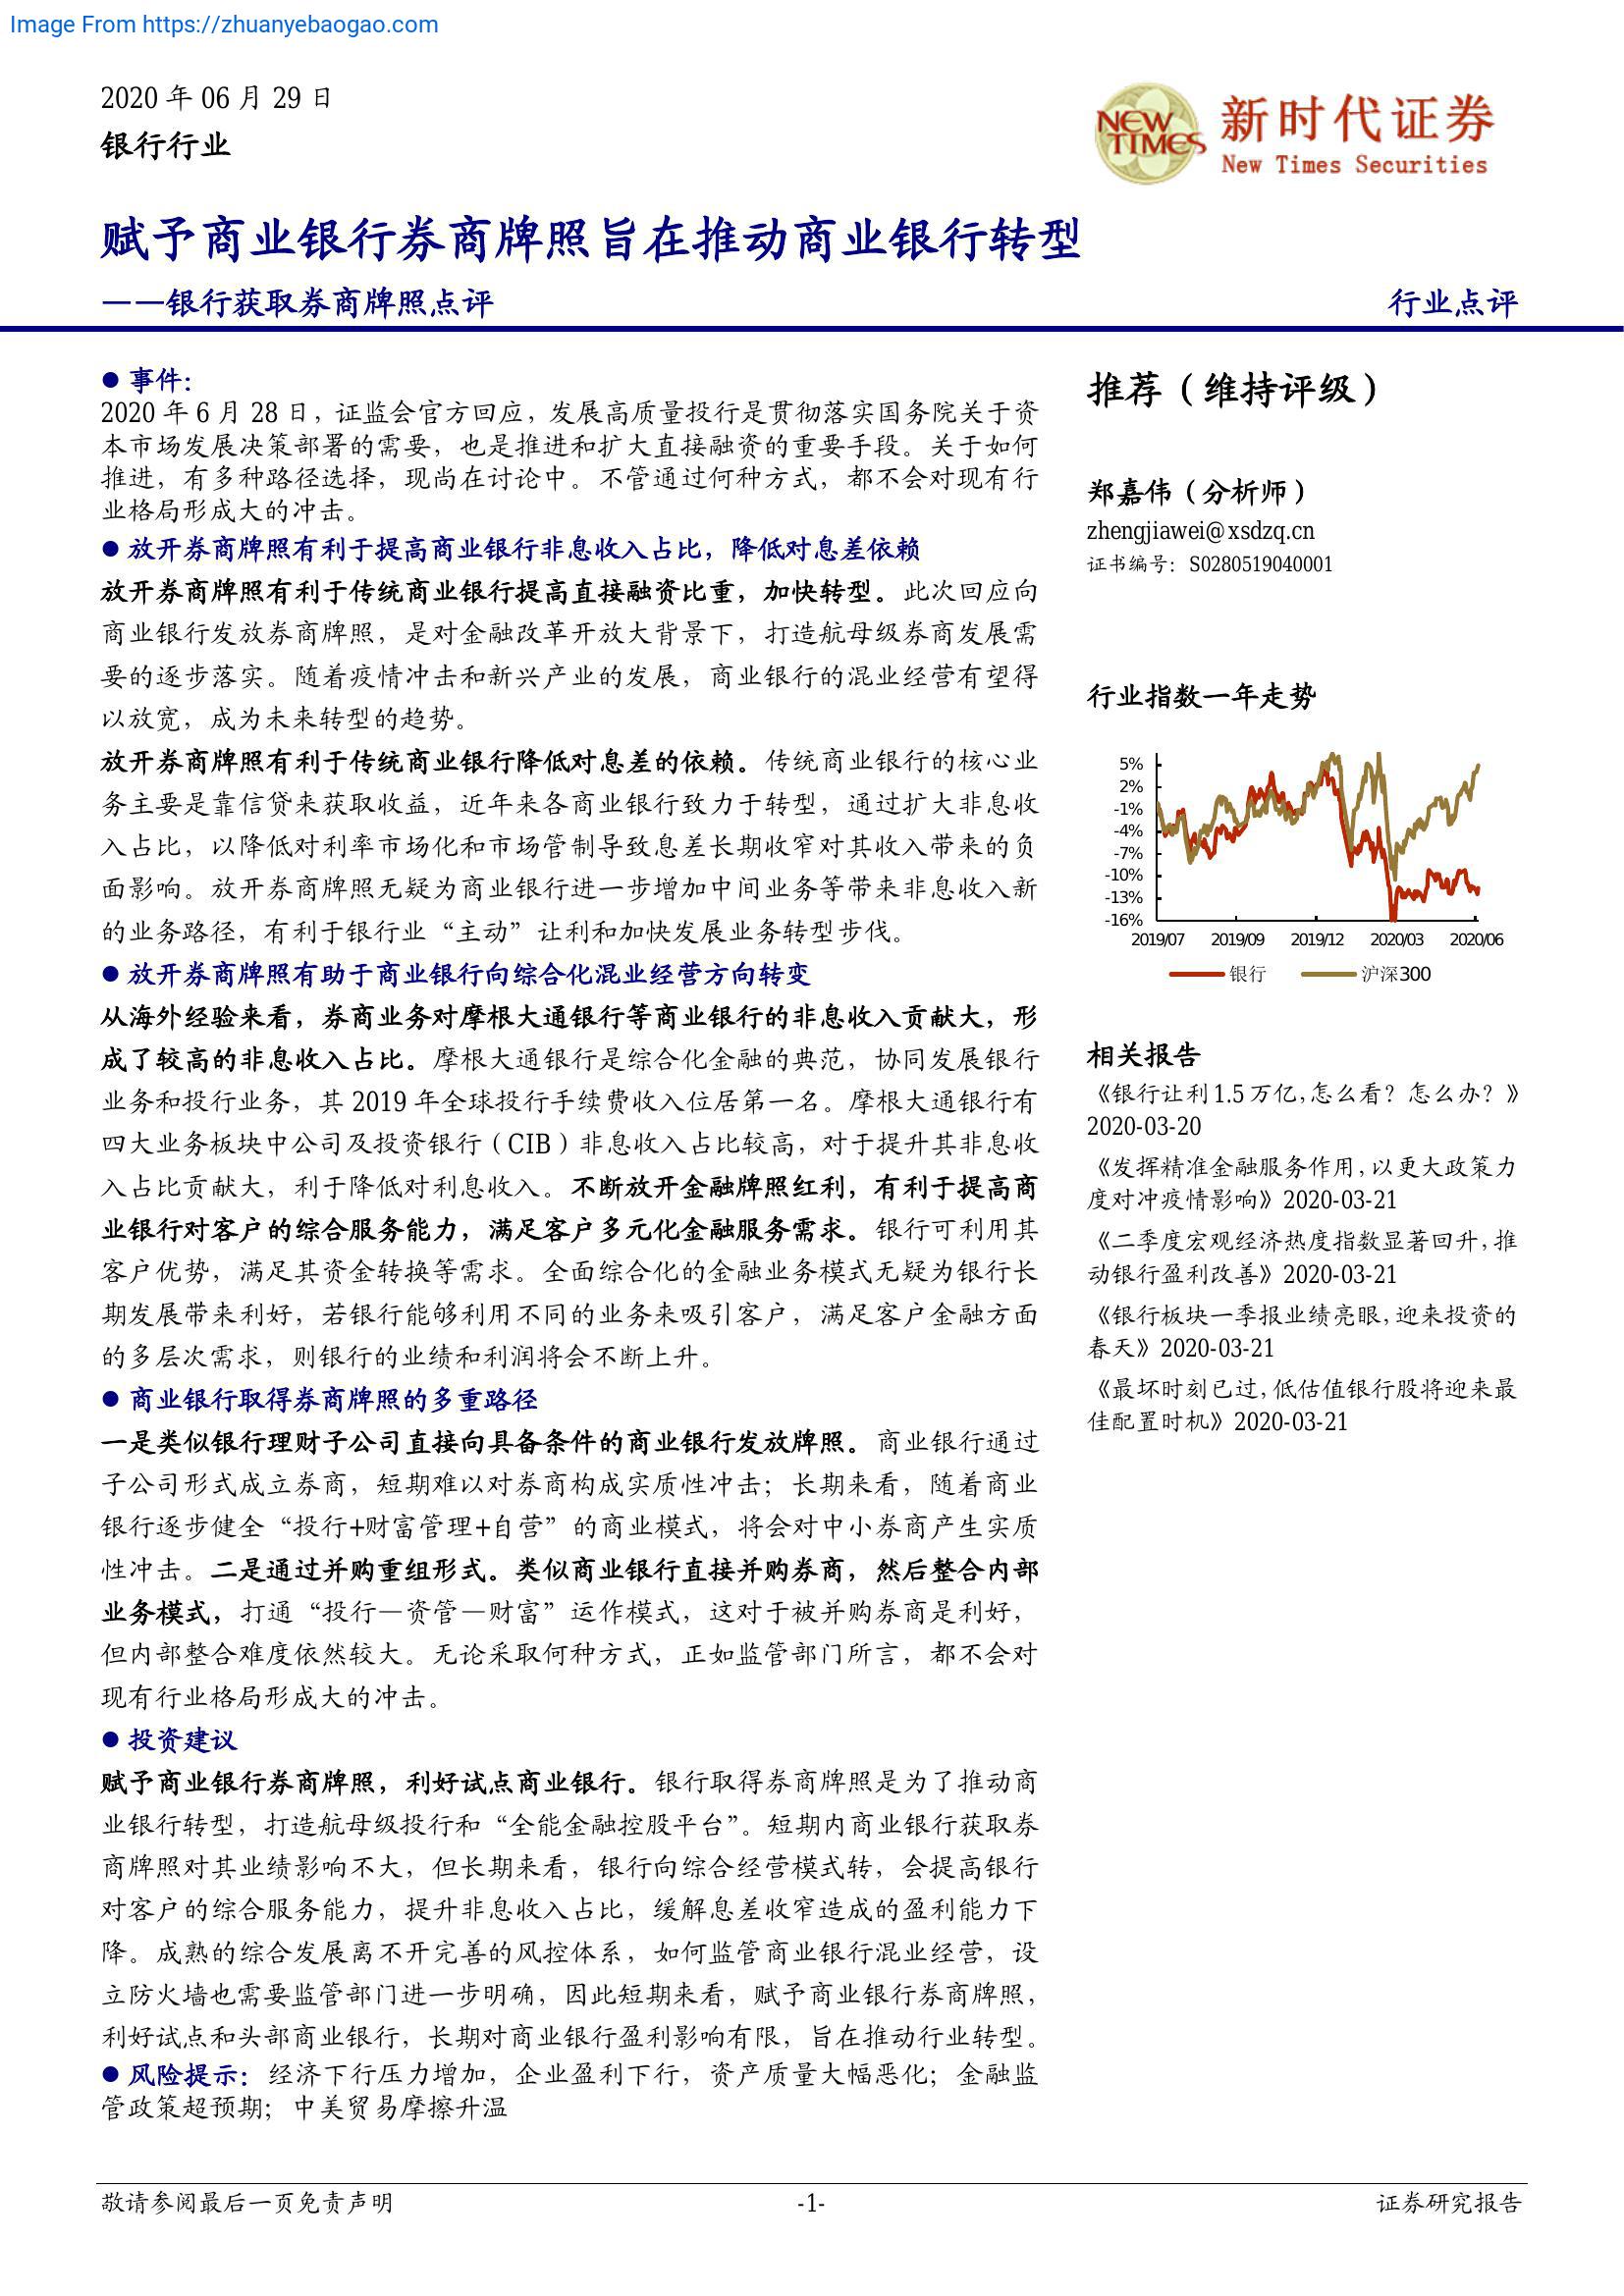 Image From https://zhuanyebaogao.com
2020 年 06 月 29 日
银行行业
NEW TIMES
新时代证券
New Times Securities
赋予商业银行券商牌照旨在推动商业银行转型
——银行获取券商牌照点评
行业点评
● 事件：
2020 年 6 月 28 日，证监会官方回应，发展高质量投行是贯彻落实国务院关于资
本市场发展决策部署的需要，也是推进和扩大直接融资的重要手段。关于如何
推进，有多种路径选择，现尚在讨论中。不管通过何种方式，都不会对现有行
业格局形成大的冲击。
● 放开券商牌照有利于提高商业银行非息收入占比，降低对息差依赖
放开券商牌照有利于传统商业银行提高直接融资比重，加快转型。此次回应向
商业银行发放券商牌照，是对金融改革开放大背景下，打造航母级券商发展需
要的逐步落实。随着疫情冲击和新兴产业的发展，商业银行的混业经营有望得
以放宽，成为未来转型的趋势。
放开券商牌照有利于传统商业银行降低对息差的依赖。传统商业银行的核心业
务主要是靠信贷来获取收益，近年来各商业银行致力于转型，通过扩大非息收
入占比，以降低对利率市场化和市场管制导致息差长期收窄对其收入带来的负
面影响。放开券商牌照无疑为商业银行进一步增加中间业务等带来非息收入新
的业务路径，有利于银行业“主动”让利和加快发展业务转型步伐。
● 放开券商牌照有助于商业银行向综合化混业经营方向转变
从海外经验来看，券商业务对摩根大通银行等商业银行的非息收入贡献大，形
成了较高的非息收入占比。摩根大通银行是综合化金融的典范，协同发展银行
业务和投行业务，其 2019 年全球投行手续费收入位居第一名。摩根大通银行有
四大业务板块中公司及投资银行（CIB）非息收入占比较高，对于提升其非息收
入占比贡献大，利于降低对利息收入。不断放开金融牌照红利，有利于提高商
业银行对客户的综合服务能力，满足客户多元化金融服务需求。银行可利用其
客户优势，满足其资金转换等需求。全面综合化的金融业务模式无疑为银行长
期发展带来利好，若银行能够利用不同的业务来吸引客户，满足客户金融方面
的多层次需求，则银行的业绩和利润将会不断上升。
● 商业银行取得券商牌照的多重路径
一是类似银行理财子公司直接向具备条件的商业银行发放牌照。商业银行通过
子公司形式成立券商，短期难以对券商构成实质性冲击；长期来看，随着商业
银行逐步健全“投行+财富管理+自营”的商业模式，将会对中小券商产生实质
性冲击。二是通过并购重组形式。类似商业银行直接并购券商，然后整合内部
业务模式，打通“投行—资管—财富”运作模式，这对于被并购券商是利好，
但内部整合难度依然较大。无论采取何种方式，正如监管部门所言，都不会对
现有行业格局形成大的冲击。
● 投资建议
赋予商业银行券商牌照，利好试点商业银行。银行取得券商牌照是为了推动商
业银行转型，打造航母级投行和“全能金融控股平台”。短期内商业银行获取券
商牌照对其业绩影响不大，但长期来看，银行向综合经营模式转，会提高银行
对客户的综合服务能力，提升非息收入占比，缓解息差收窄造成的盈利能力下
降。成熟的综合发展离不开完善的风控体系，如何监管商业银行混业经营，设
立防火墙也需要监管部门进一步明确，因此短期来看，赋予商业银行券商牌照，
利好试点和头部商业银行，长期对商业银行盈利影响有限，旨在推动行业转型。
● 风险提示：经济下行压力增加，企业盈利下行，资产质量大幅恶化；金融监
管政策超预期；中美贸易摩擦升温
推荐（维持评级）
郑嘉伟（分析师）
zhengjiawei@xsdzq.cn
证书编号：S0280519040001
行业指数一年走势
5%
2%
-1%
-4%
-7%
-10%
-13%
-16%
2019/07 2019/09 2019/12 2020/03 2020/06
银行 沪深300
相关报告
《银行让利 1.5 万亿，怎么看？怎么办？》
2020-03-20
《发挥精准金融服务作用，以更大政策力
度对冲疫情影响》2020-03-21
《二季度宏观经济热度指数显著回升，推
动银行盈利改善》2020-03-21
《银行板块一季报业绩亮眼，迎来投资的
春天》2020-03-21
《最坏时刻已过，低估值银行股将迎来最
佳配置时机》2020-03-21
敬请参阅最后一页免责声明
-1-
证券研究报告